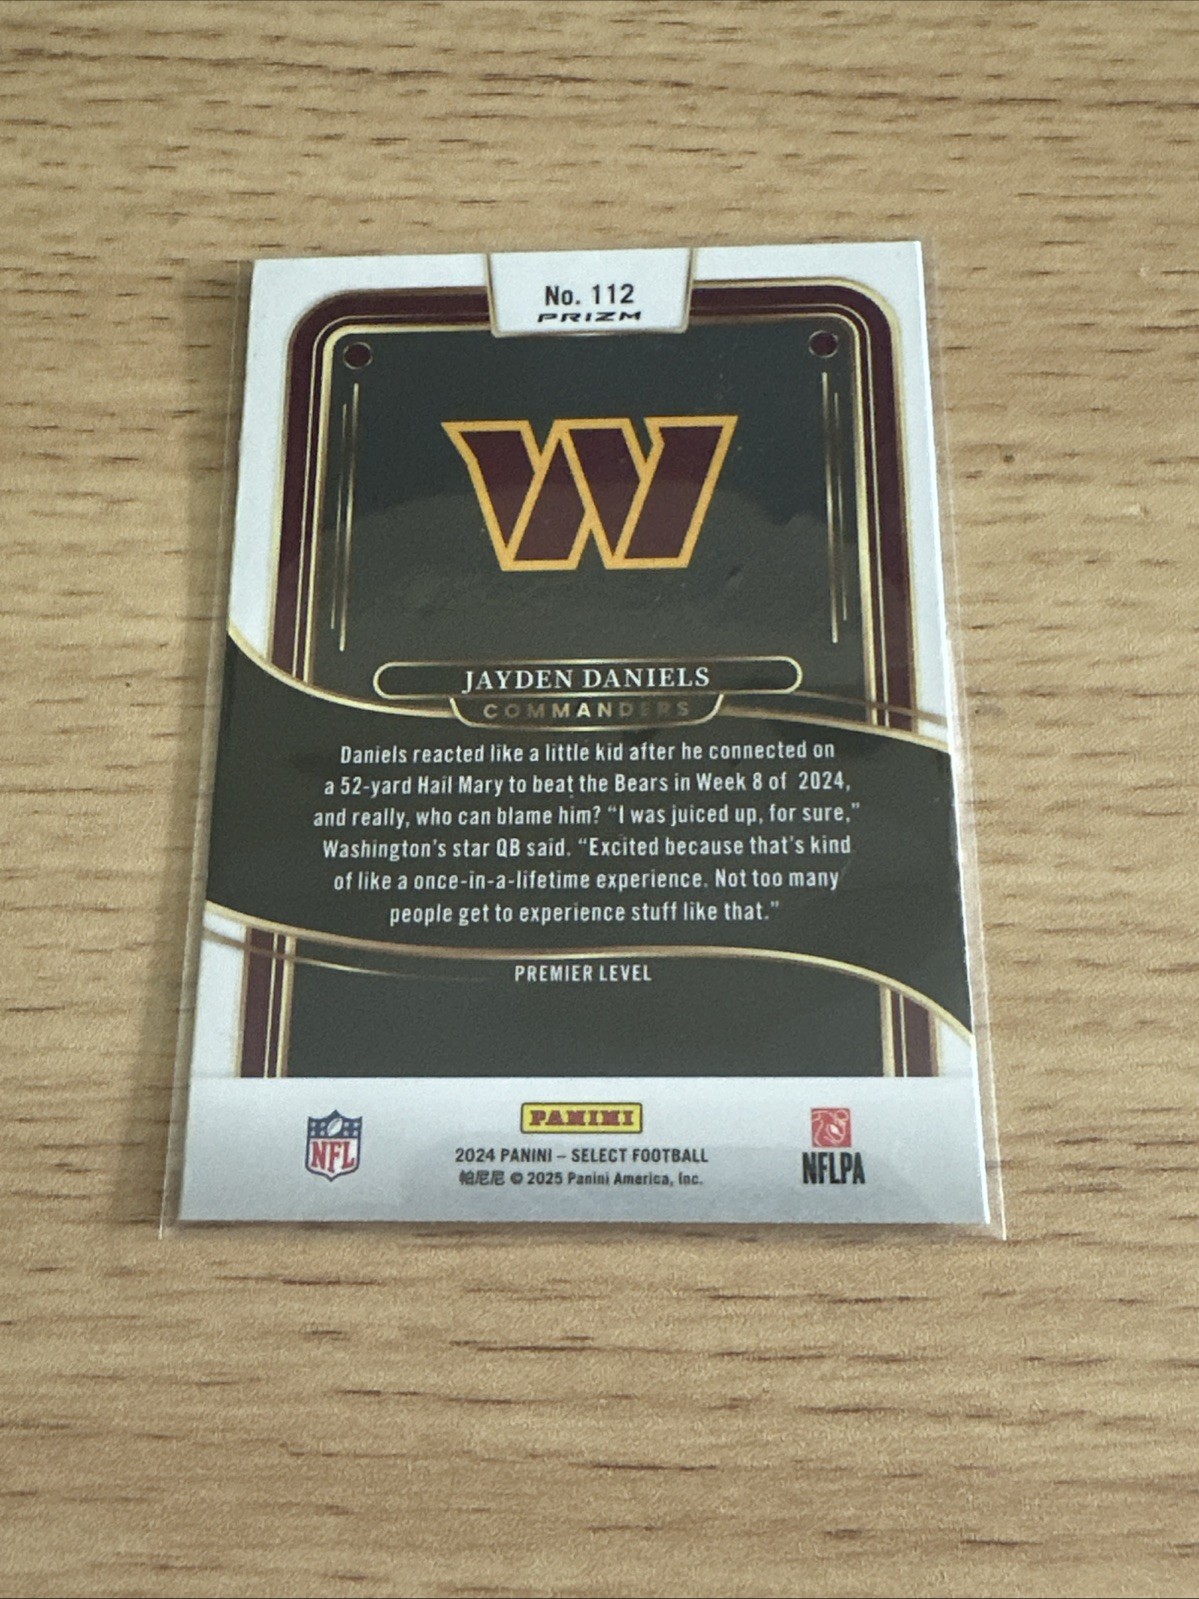 No. 112
PRIZM
W
JAYDEN DANIELS
COMMANDERS
Daniels reacted like a little kid after he connected on
a 52-yard Hail Mary to beat the Bears in Week 8 of 2024,
and really, who can blame him? “I was juiced up, for sure,”
Washington's star QB said. “Excited because that's kind
of like a once-in-a-lifetime experience. Not too many
people get to experience stuff like that.”
PREMIER LEVEL
NFL
PANINI
2024 PANINI – SELECT FOOTBALL
帕尼尼 © 2025 Panini America, Inc.
NFLPA